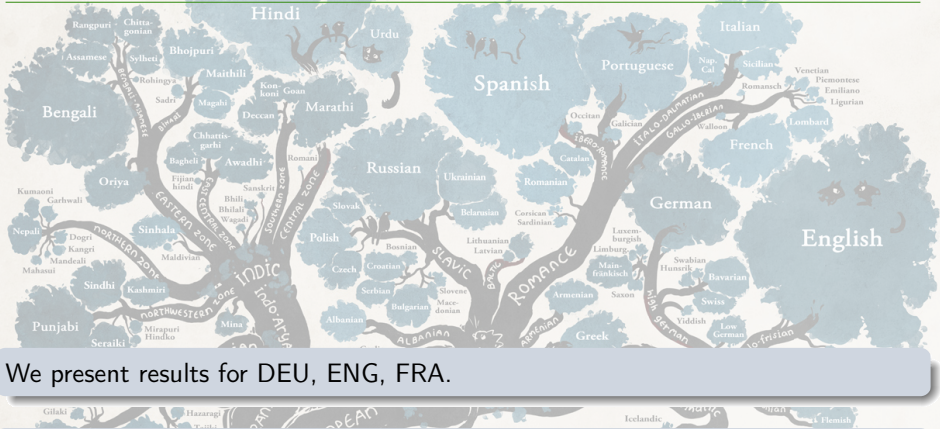 Hindi
Urdu
Rangpuri
Chitta-
gonian
Assamese
Sylheti
Bhojpuri
Rohingya
Maithili
Sadri
Magahi
Bengali
BENGALI-ASSAMESE
BIHARI
Kon-
koni
Goan
Deccan
Marathi
Chhattis-
garhi
Bagheli
Awadhi
Fijian
hindi
Romani
Oriya
Sanskrit
Bhili
Bhifali
Wagadi
EASTERN ZONE
EAST CENTRAL ZONE
SOUTHERN ZONE
CENTRAL ZONE
Kumaoni
Garhwali
Nepali
Dogri
Kangri
Mandeali
Mahasui
NORTHERN ZONE
Sinhala
Maldivian
Sindhi
Kashmiri
NORTHWESTERN ZONE
Punjabi
Mirapuri
Hindko
Seraiki
Mina
INDIC
Indo-Arya
Spanish
Portuguese
Italian
Nap.
Cal
Sicilian
Romansch
Venetian
Piemontese
Emiliano
Ligurian
Lombard
Occitan
Galician
Walloon
French
Catalan
IBERO-ROMANCE
ITALO-DALMATIAN
GALLO-IBERIAN
Romanian
Corsican
Sardinian
ROMANCE
Russian
Ukrainian
Belarusian
Slovak
Polish
Bosnian
Czech
Croatian
Serbian
Bulgarian
Slovene
Mace-
donian
SLAVIC
Lithuanian
Latvian
BALTIC
Albanian
ALBANIAN
Armenian
ARMENIAN
Greek
German
English
Luxem-
burgish
Limburg.
Main-
fränkisch
Saxon
Swabian
Hunsrik
Bavarian
Swiss
Yiddish
Low
German
high german
We present results for DEU, ENG, FRA.
Gilaki
Hazaragi
Icelandic
Flemish